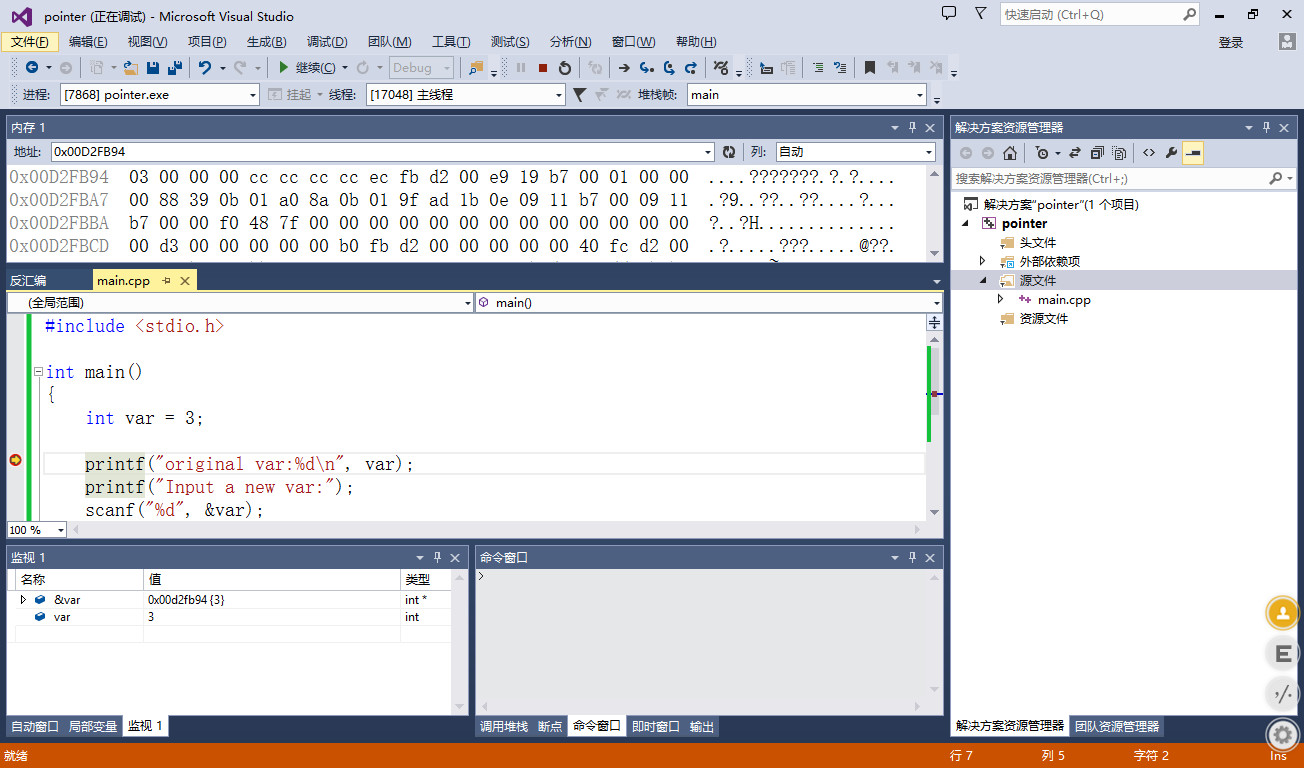 pointer (正在调试) - Microsoft Visual Studio
快速启动 (Ctrl+Q)
文件(F) 编辑(E) 视图(V) 项目(P) 生成(B) 调试(D) 团队(M) 工具(T) 测试(S) 分析(N) 窗口(W) 帮助(H) 登录
继续(C) Debug
进程: [7868] pointer.exe 挂起 线程: [17048] 主线程 堆栈帧: main
内存 1
地址: 0x00D2FB94 列: 自动
0x00D2FB94 03 00 00 00 cc cc cc cc ec fb d2 00 e9 19 b7 00 01 00 00 ....???????.?.?....
0x00D2FBA7 00 88 39 0b 01 a0 8a 0b 01 9f ad 1b 0e 09 11 b7 00 09 11 .?9..??..??....?...
0x00D2FBBA b7 00 00 f0 48 7f 00 00 00 00 00 00 00 00 00 00 00 00 00 ?..?H..............
0x00D2FBCD 00 d3 00 00 00 00 00 b0 fb d2 00 00 00 00 00 40 fc d2 00 .?.....???.....@??.
反汇编 main.cpp
(全局范围) main()
#include <stdio.h>
int main()
{
int var = 3;
printf("original var:%d\n", var);
printf("Input a new var:");
scanf("%d", &var);
100 %
监视 1
名称 值 类型
&var 0x00d2fb94 {3} int *
var 3 int
自动窗口 局部变量 监视 1
命令窗口
>
调用堆栈 断点 命令窗口 即时窗口 输出
解决方案资源管理器
搜索解决方案资源管理器(Ctrl+;)
解决方案"pointer"(1 个项目)
pointer
头文件
外部依赖项
源文件
main.cpp
资源文件
解决方案资源管理器 团队资源管理器
就绪 行 7 列 5 字符 2 Ins